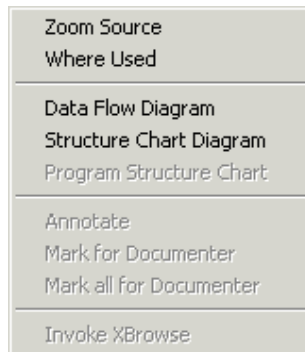 Zoom Source
Where Used
Data Flow Diagram
Structure Chart Diagram
Program Structure Chart
Annotate
Mark for Documenter
Mark all for Documenter
Invoke XBrowse